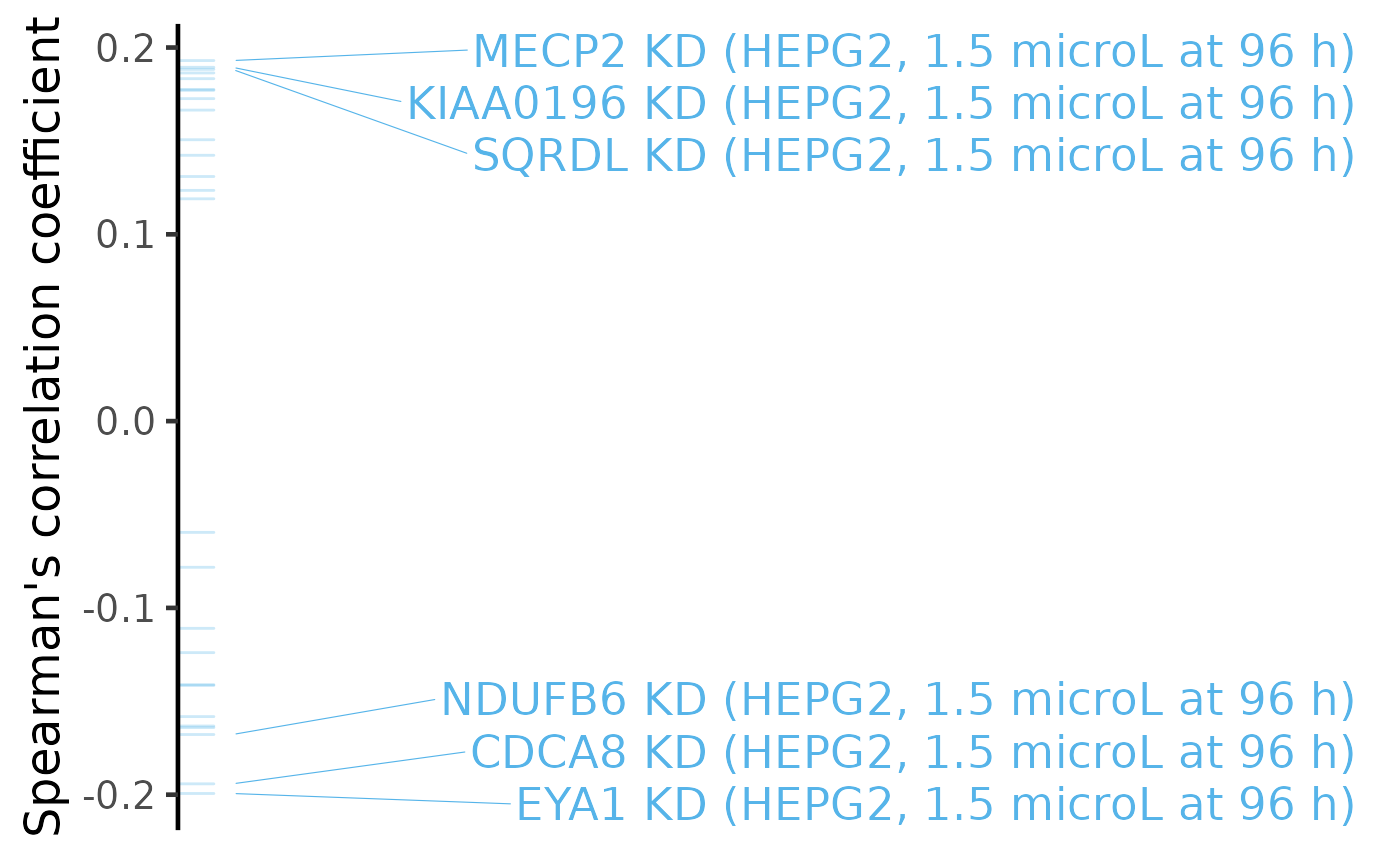 Spearman's correlation coefficient
0.2
0.1
0.0
-0.1
-0.2
MECP2 KD (HEPG2, 1.5 microL at 96 h)
KIAA0196 KD (HEPG2, 1.5 microL at 96 h)
SQRDL KD (HEPG2, 1.5 microL at 96 h)
NDUFB6 KD (HEPG2, 1.5 microL at 96 h)
CDCA8 KD (HEPG2, 1.5 microL at 96 h)
EYA1 KD (HEPG2, 1.5 microL at 96 h)